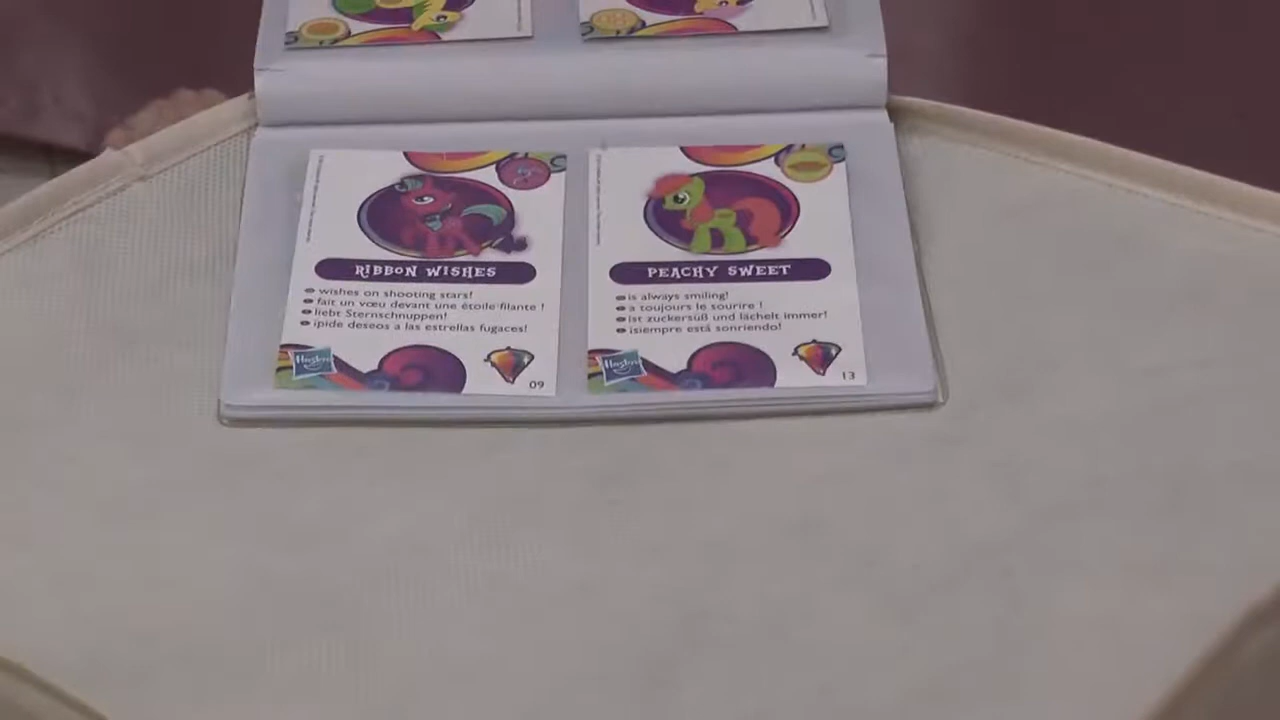 RIBBON WISHES
wishes on shooting stars!
fait un vœu devant une étoile filante !
liebt Sternschnuppen!
¡pide deseos a las estrellas fugaces!
Hasbro
09
PEACHY SWEET
is always smiling!
a toujours le sourire !
ist zuckersüß und lächelt immer!
¡siempre está sonriendo!
Hasbro
13